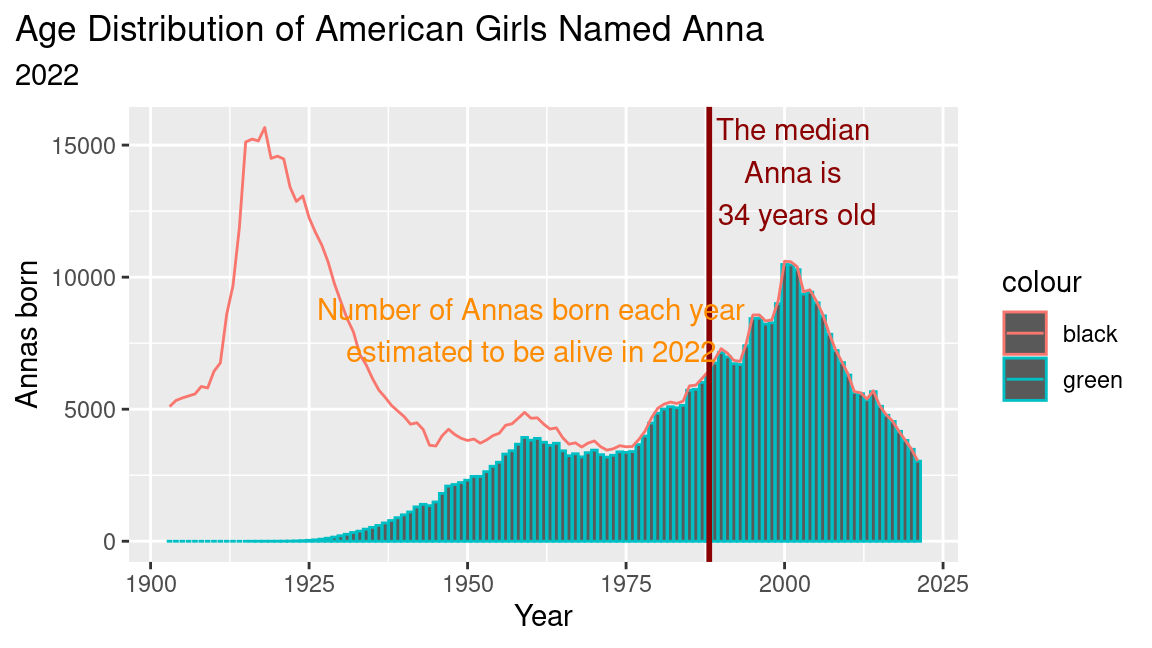 Age Distribution of American Girls Named Anna
2022
Annas born
15000
10000
5000
0
The median
Anna is
34 years old
Number of Annas born each year
estimated to be alive in 2022
1900 1925 1950 1975 2000 2025
Year
colour
black
green